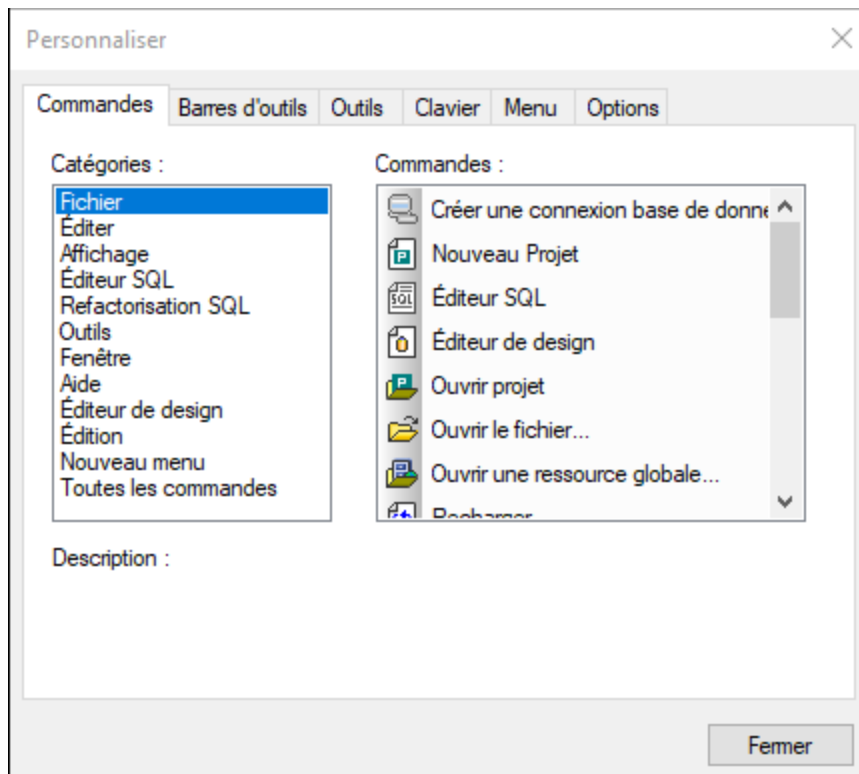 Personnaliser
Commandes
Barres d'outils
Outils
Clavier
Menu
Options
Catégories :
Fichier
Éditer
Affichage
Éditeur SQL
Refactorisation SQL
Outils
Fenêtre
Aide
Éditeur de design
Édition
Nouveau menu
Toutes les commandes
Commandes :
Créer une connexion base de donne
Nouveau Projet
Éditeur SQL
Éditeur de design
Ouvrir projet
Ouvrir le fichier...
Ouvrir une ressource globale...
Recharger
Description :
Fermer